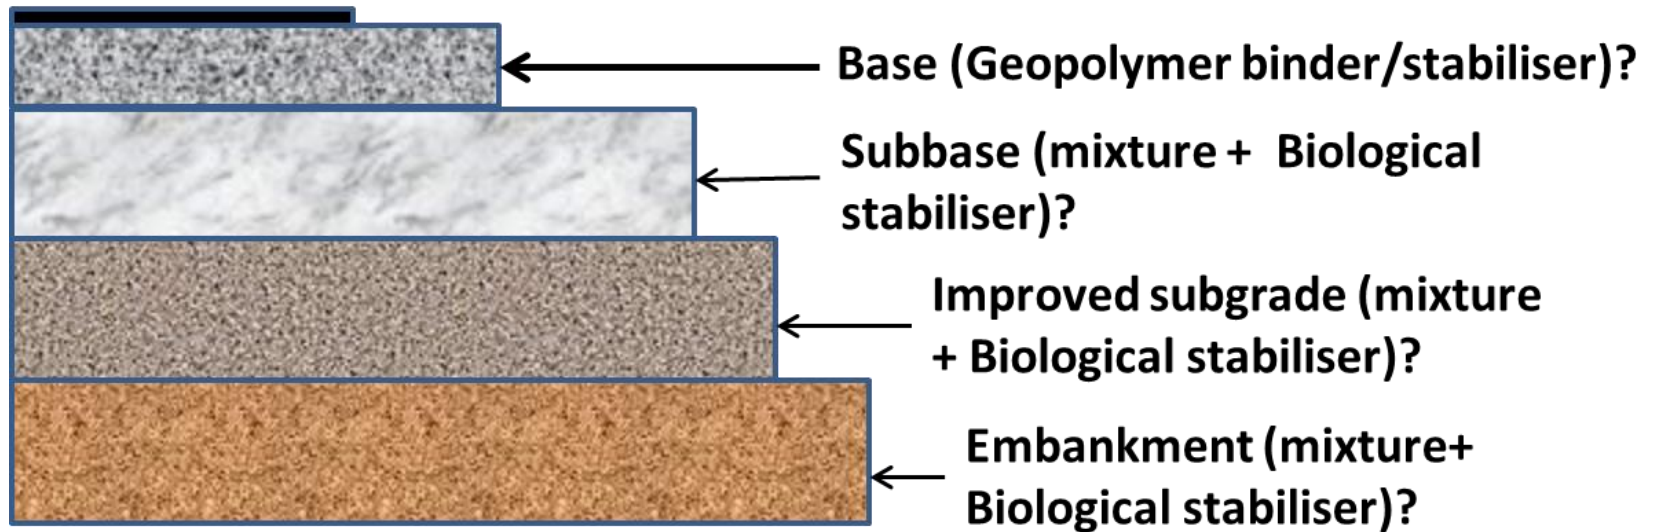 Base (Geopolymer binder/stabiliser)?
Subbase (mixture + Biological
stabiliser)?
Improved subgrade (mixture
+ Biological stabiliser)?
Embankment (mixture+
Biological stabiliser)?